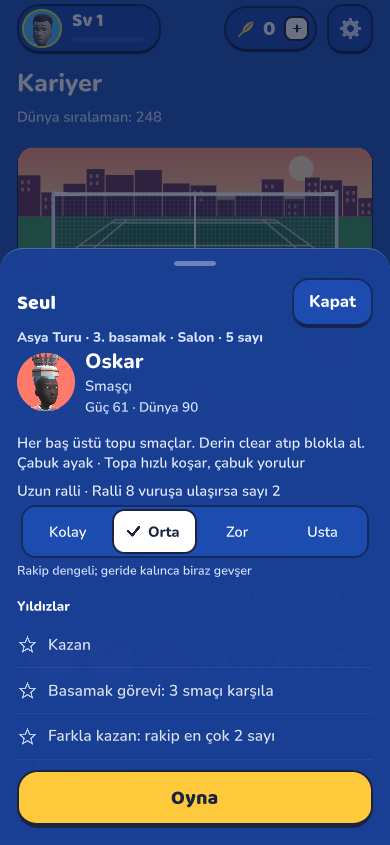 Sv 1
0
+
Kariyer
Dünya sıralaman: 248
Seul
Kapat
Asya Turu · 3. basamak · Salon · 5 sayı
Oskar
Smaşçı
Güç 61 · Dünya 90
Her baş üstü topu smaçlar. Derin clear atıp blokla al.
Çabuk ayak · Topa hızlı koşar, çabuk yorulur
Uzun ralli · Ralli 8 vuruşa ulaşırsa sayı 2
Kolay
Orta
Zor
Usta
Rakip dengeli; geride kalınca biraz gevşer
Yıldızlar
Kazan
Basamak görevi: 3 smaçı karşıla
Farkla kazan: rakip en çok 2 sayı
Oyna